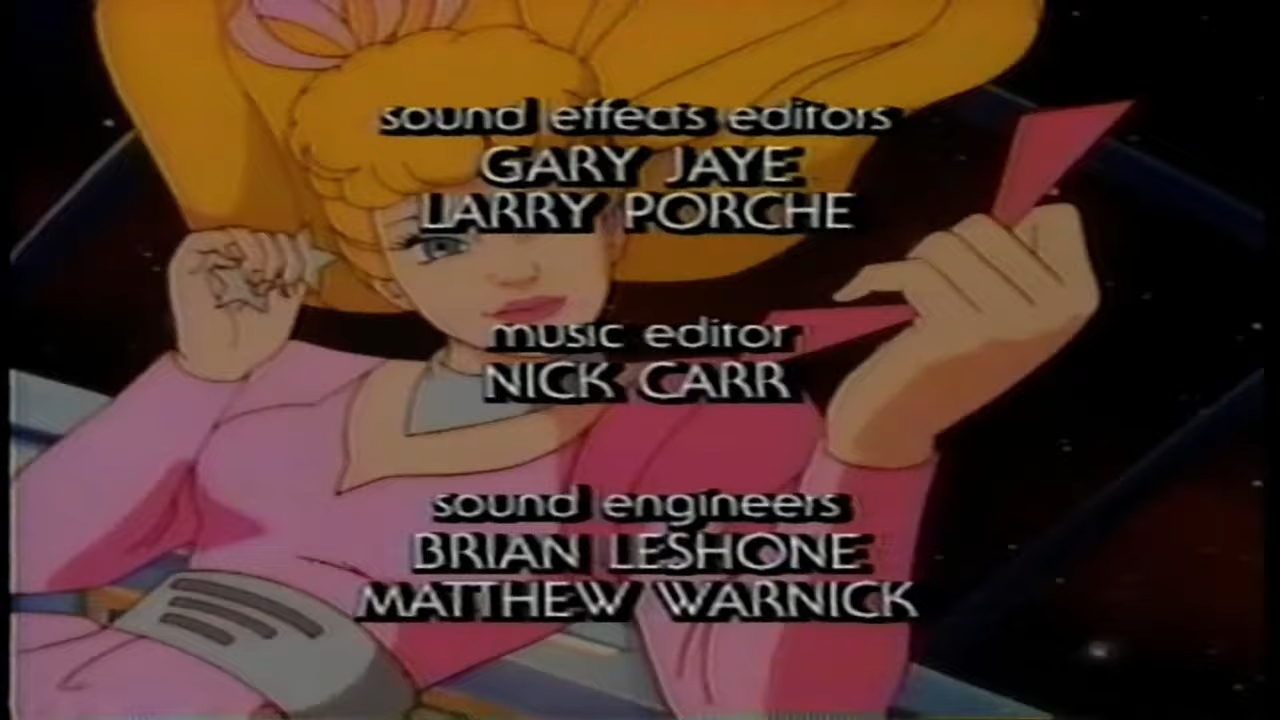 sound effects editors
GARY JAYE
LARRY PORCHE
music editor
NICK CARR
sound engineers
BRIAN LESHONE
MATTHEW WARNICK